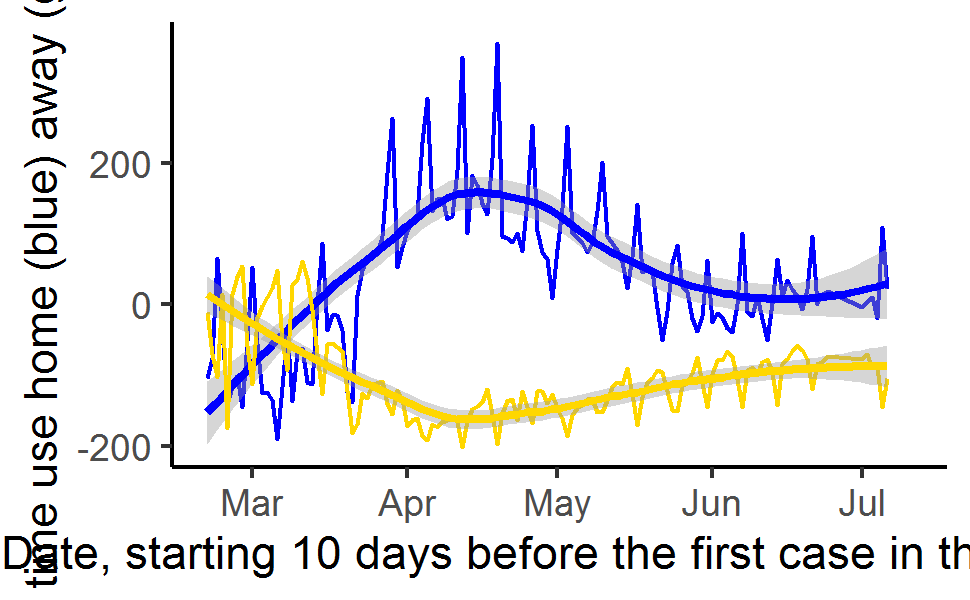 time use home (blue) away (
200
0
-200
Mar Apr May Jun Jul
Date, starting 10 days before the first case in th